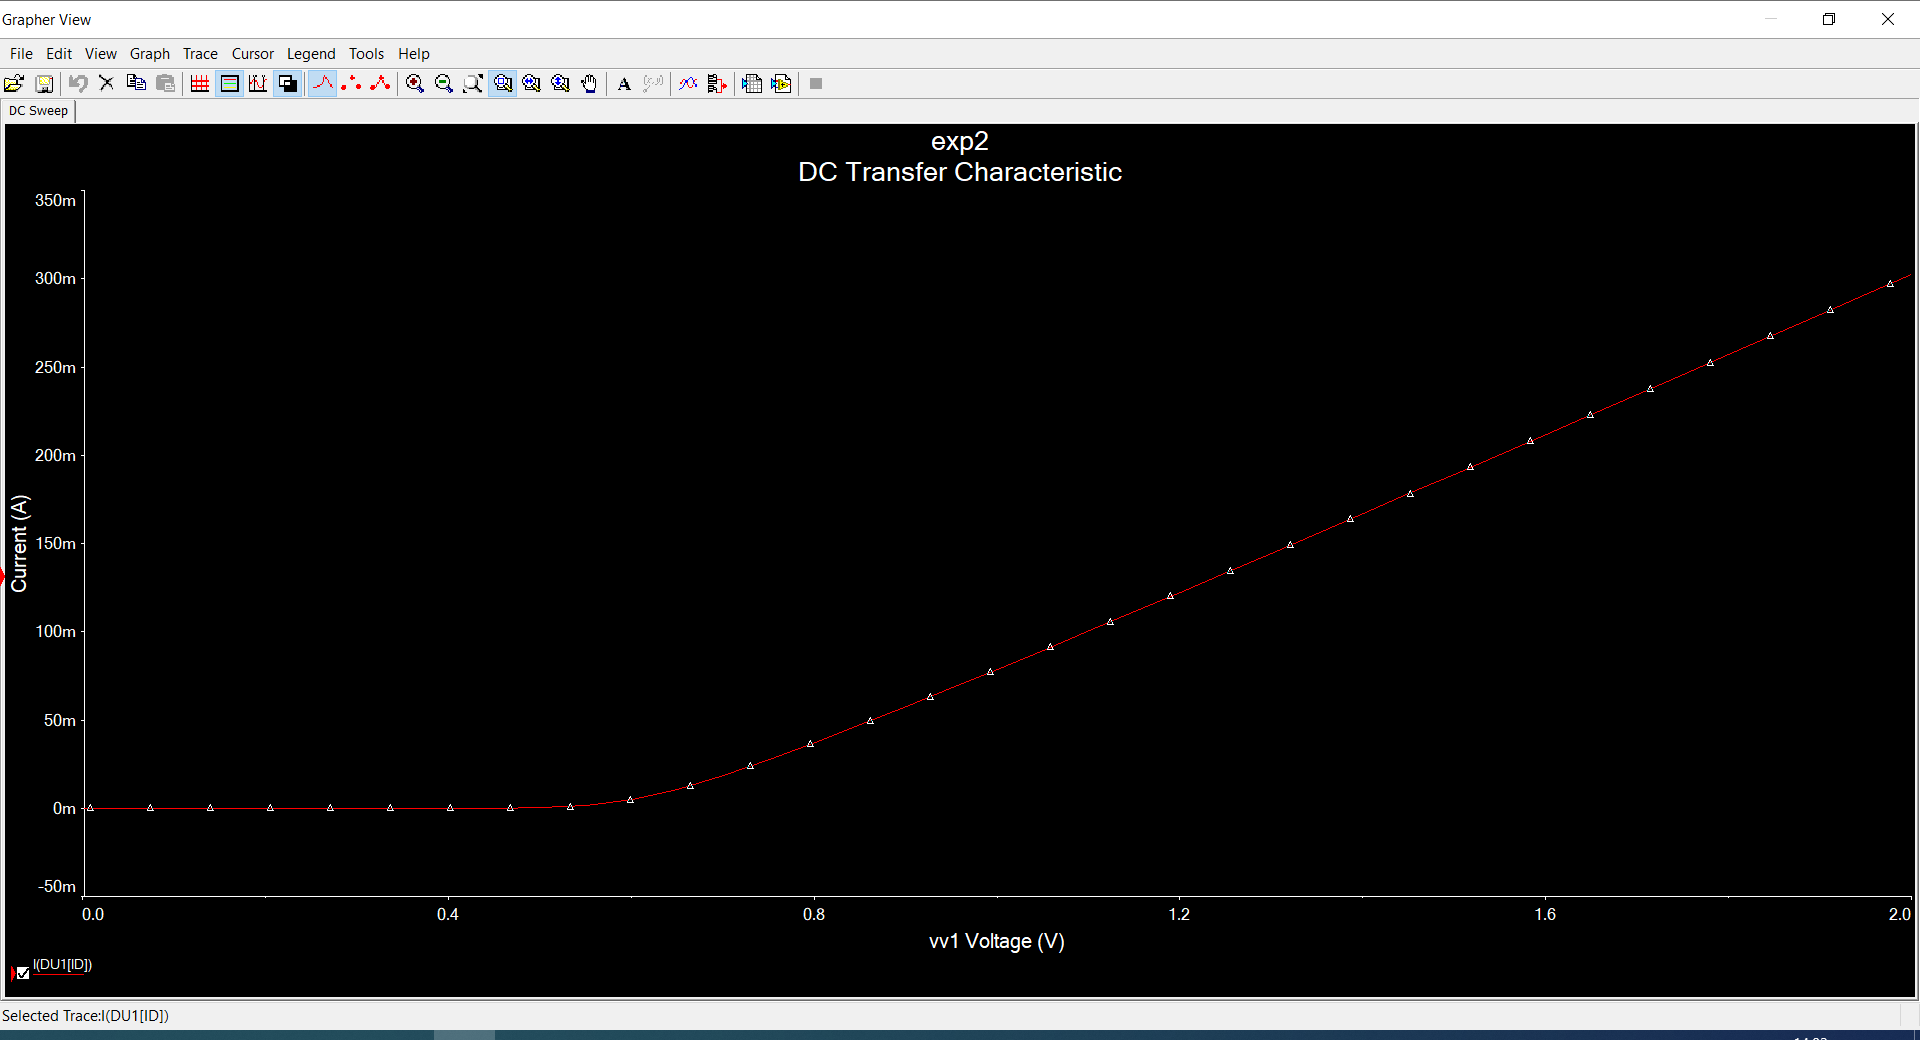 Grapher View
File Edit View Graph Trace Cursor Legend Tools Help
A
DC Sweep
exp2
DC Transfer Characteristic
350m
300m
250m
200m
150m
100m
50m
0m
-50m
Current (A)
0.0 0.4 0.8 1.2 1.6 2.0
vv1 Voltage (V)
I(DU1[ID])
Selected Trace:I(DU1[ID])